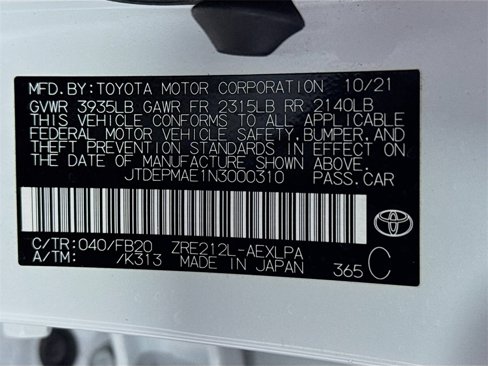 MFD.BY:TOYOTA MOTOR CORPORATION 10/21
GVWR 3935LB GAWR FR 2315LB RR 2140LB
THIS VEHICLE CONFORMS TO ALL APPLICABLE
FEDERAL MOTOR VEHICLE SAFETY,BUMPER,AND
THEFT PREVENTION STANDARDS IN EFFECT ON
THE DATE OF MANUFACTURE SHOWN ABOVE.
JTDEPMAE1N3000310 PASS.CAR
C/TR:040/FB20 ZRE212L-AEXLPA
A/TM: /K313 MADE IN JAPAN 365 C